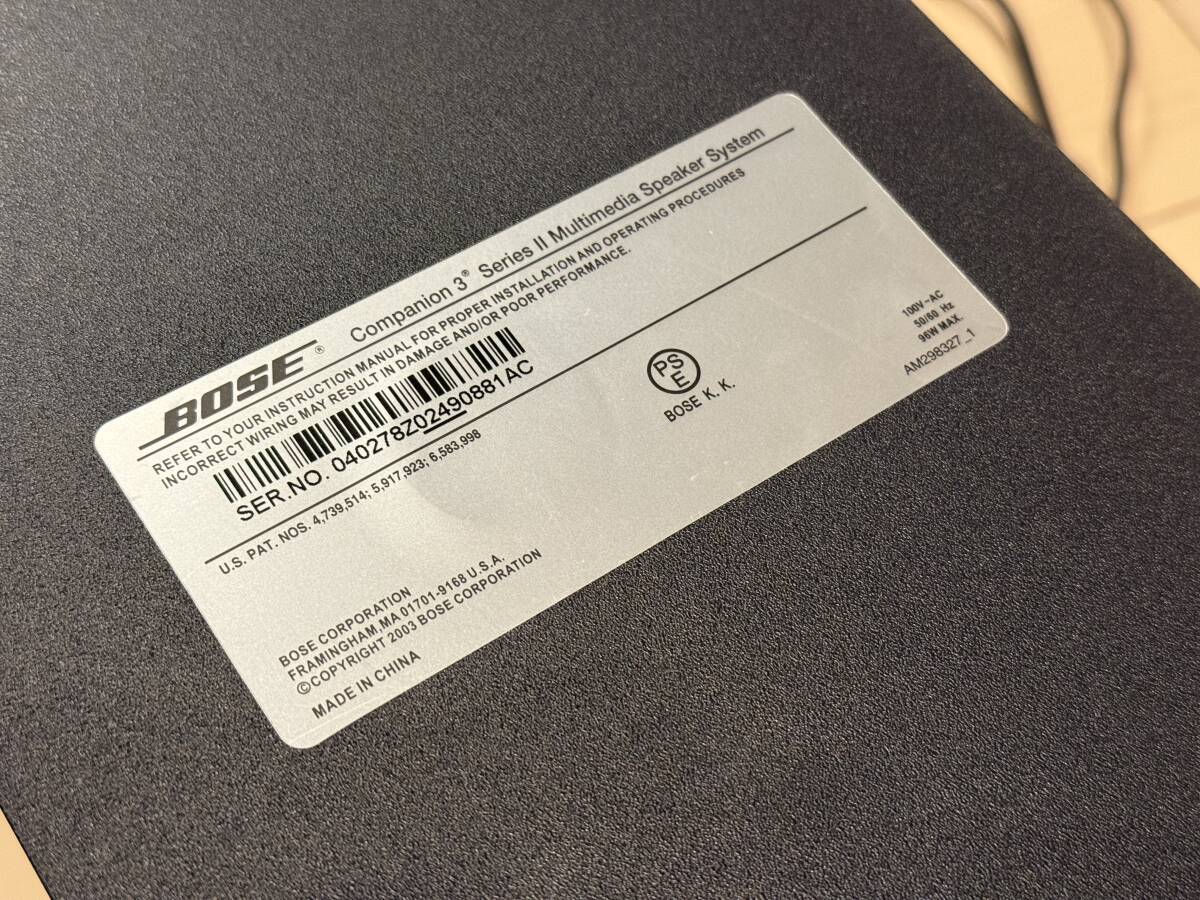 BOSE® Companion 3® Series II Multimedia Speaker System
REFER TO YOUR INSTRUCTION MANUAL FOR PROPER INSTALLATION AND OPERATING PROCEDURES
INCORRECT WIRING MAY RESULT IN DAMAGE AND/OR POOR PERFORMANCE.
SER.NO. 040278Z02490881AC
U.S. PAT. NOS. 4,739,514; 5,917,923; 6,583,998
PS
E
BOSE K. K.
100V~AC
50/60 Hz
96W MAX.
AM298327_1
BOSE CORPORATION
FRAMINGHAM,MA 01701-9168 U.S.A.
©COPYRIGHT 2003 BOSE CORPORATION
MADE IN CHINA